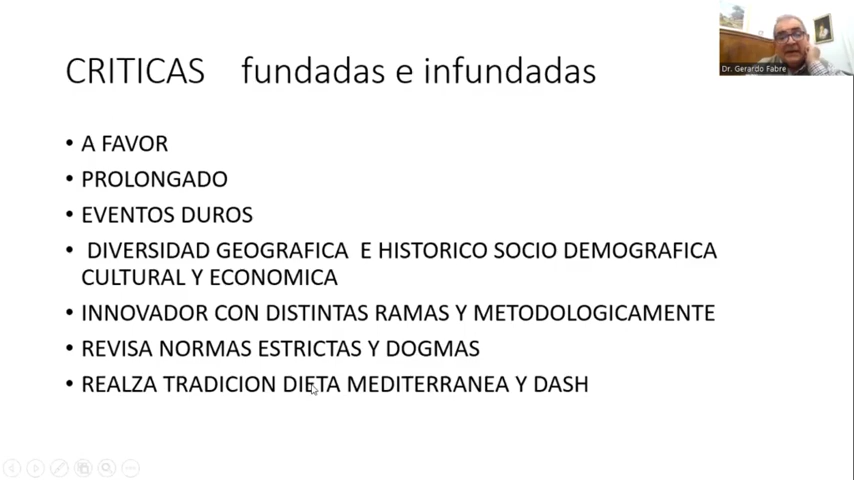 CRITICAS fundadas e infundadas
Dr. Gerardo Fabre
• A FAVOR
• PROLONGADO
• EVENTOS DUROS
• DIVERSIDAD GEOGRAFICA E HISTORICO SOCIO DEMOGRAFICA
CULTURAL Y ECONOMICA
• INNOVADOR CON DISTINTAS RAMAS Y METODOLOGICAMENTE
• REVISA NORMAS ESTRICTAS Y DOGMAS
• REALZA TRADICION DIETA MEDITERRANEA Y DASH